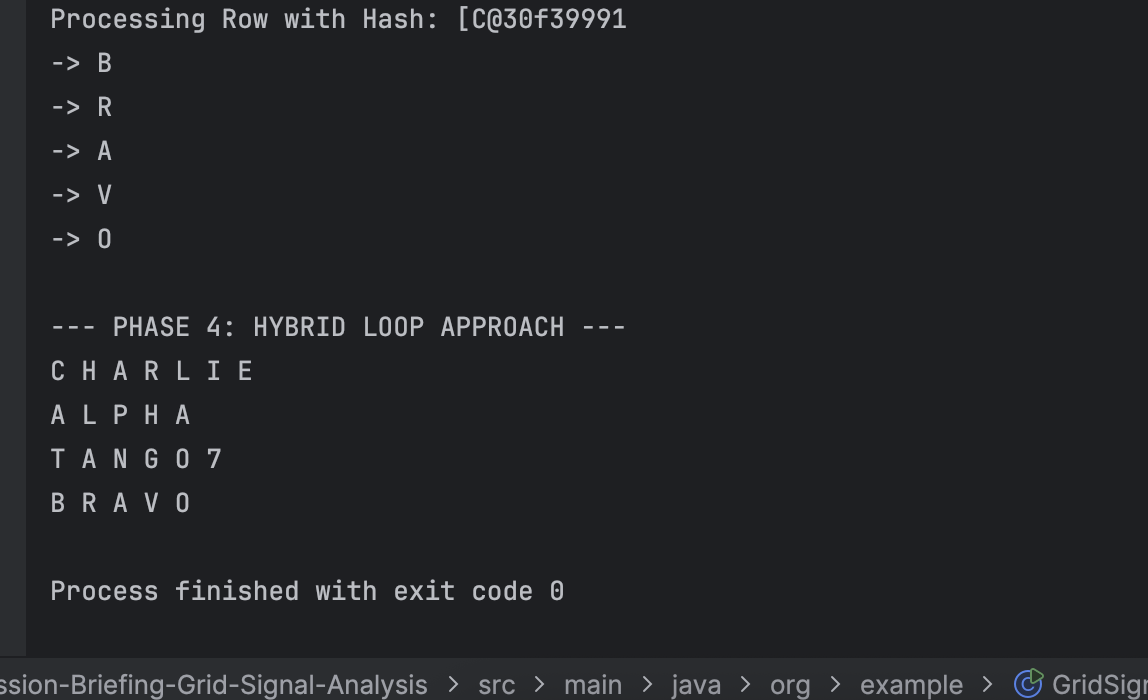 Processing Row with Hash: [C@30f39991
-> B
-> R
-> A
-> V
-> O
--- PHASE 4: HYBRID LOOP APPROACH ---
C H A R L I E
A L P H A
T A N G O 7
B R A V O
Process finished with exit code 0
ssion-Briefing-Grid-Signal-Analysis > src > main > java > org > example > GridSign